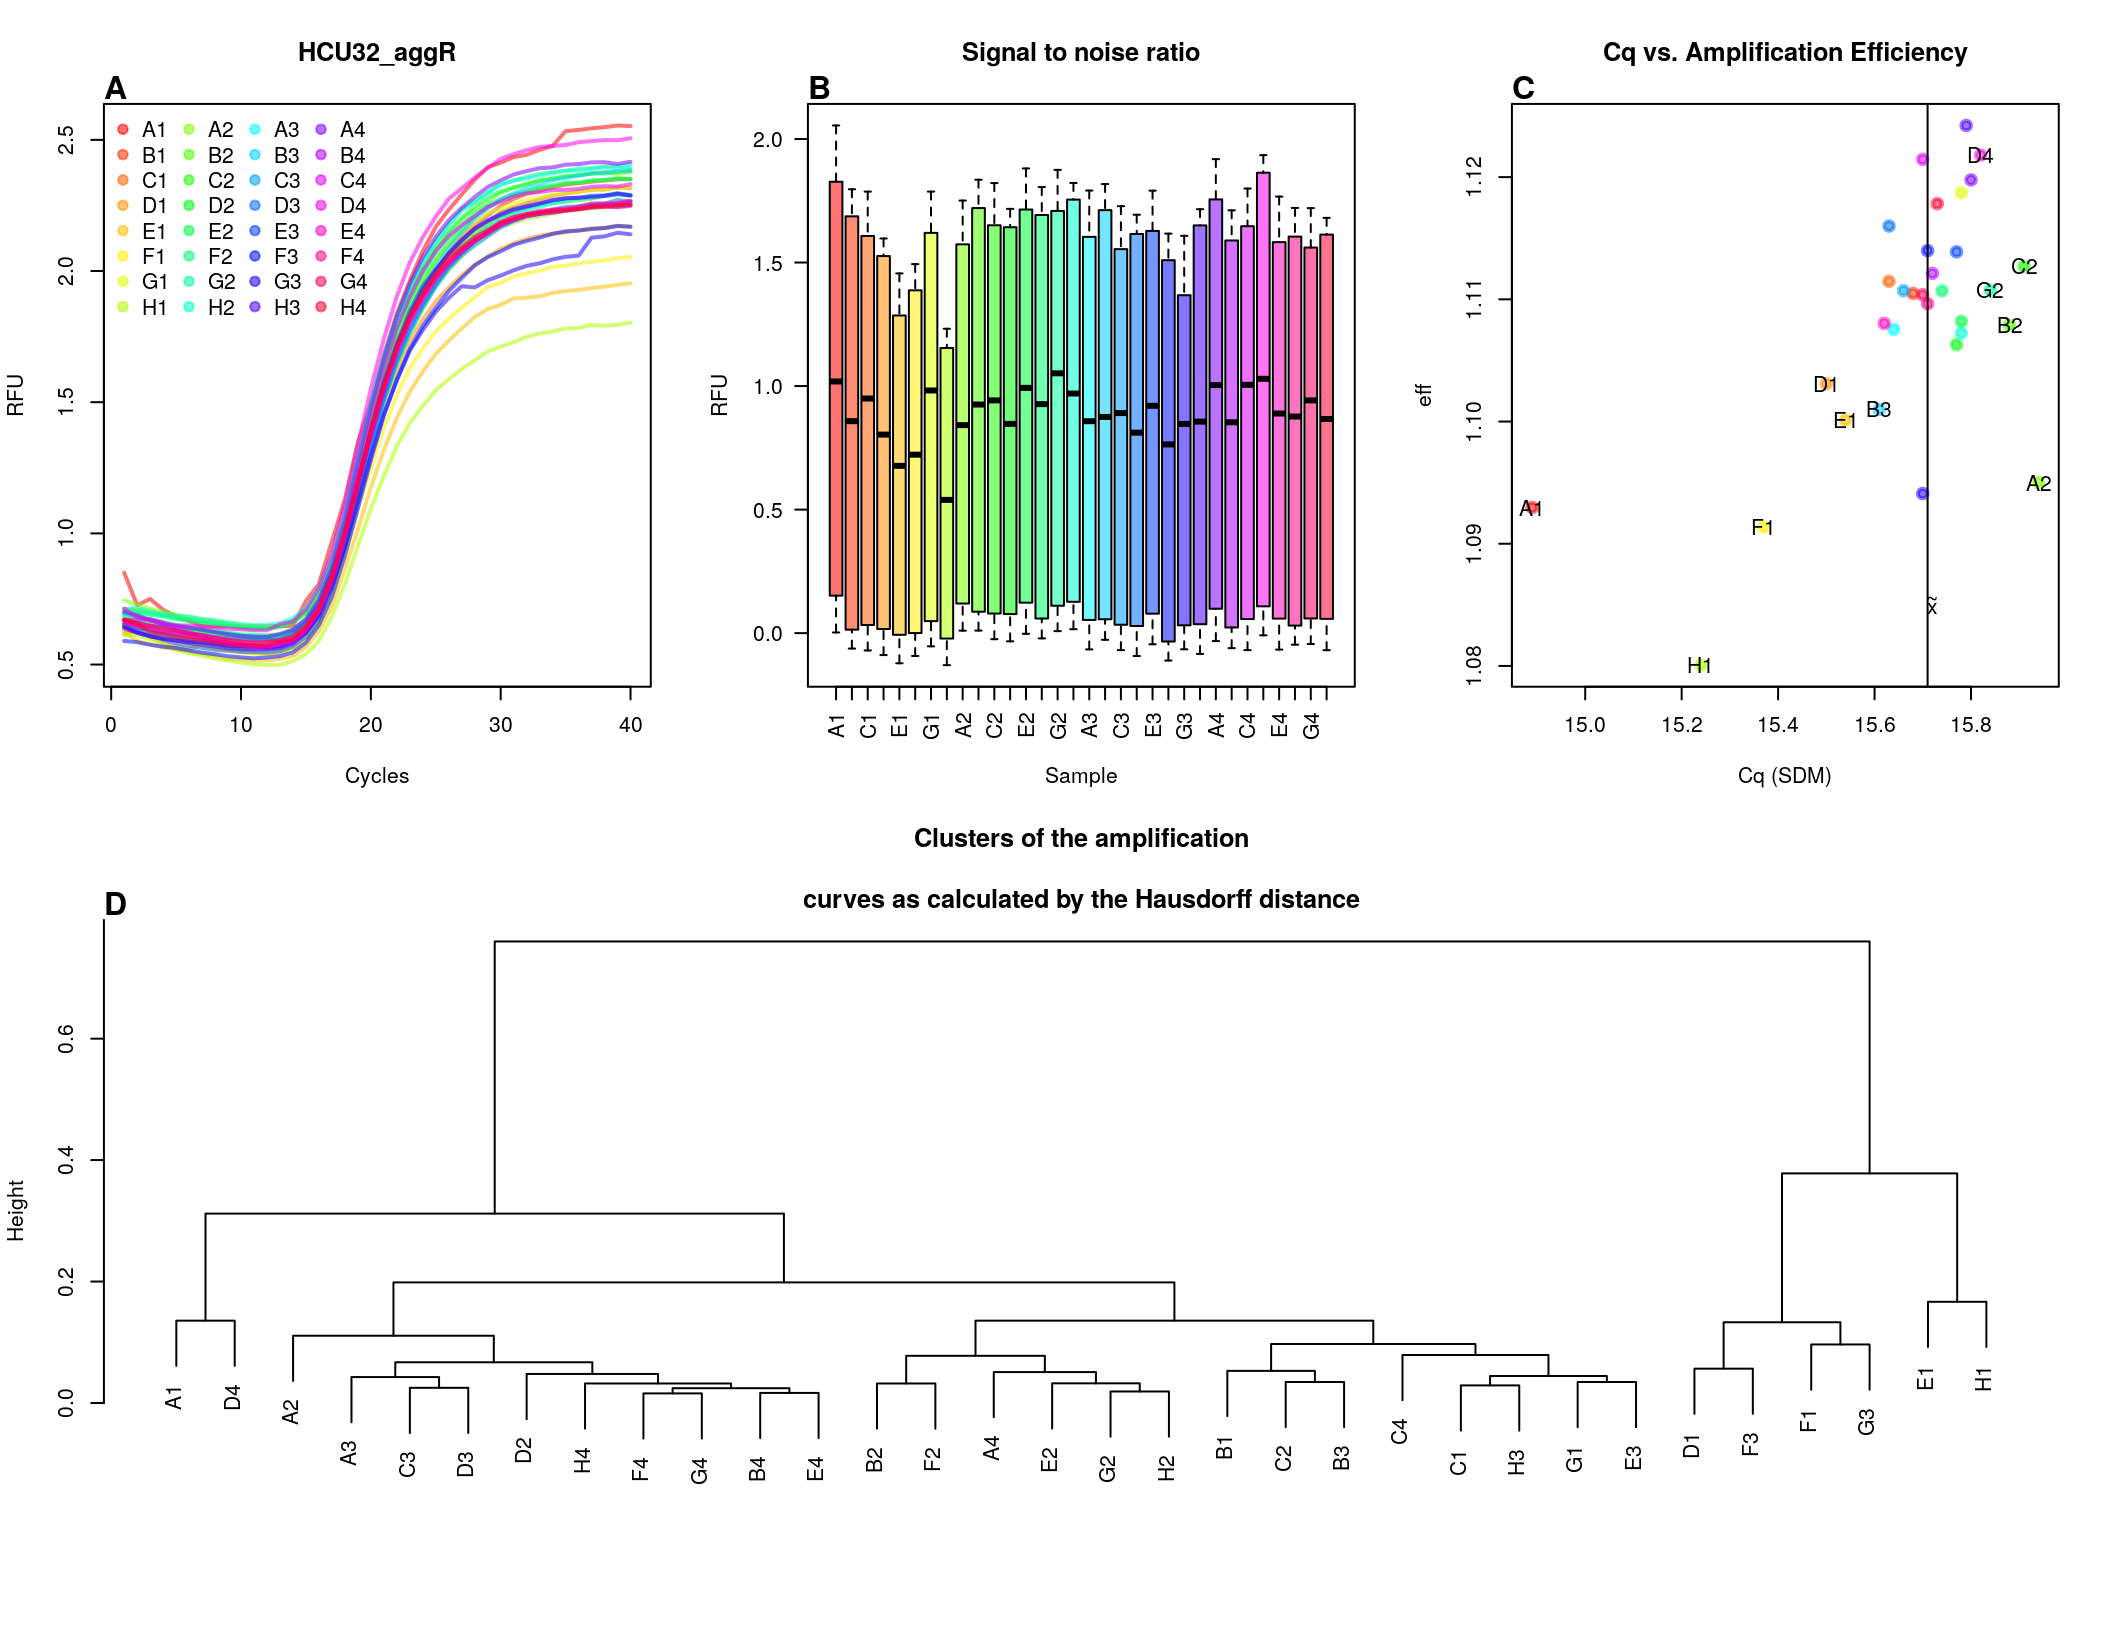 HCU32_aggR
A
A1 A2 A3 A4
B1 B2 B3 B4
C1 C2 C3 C4
D1 D2 D3 D4
E1 E2 E3 E4
F1 F2 F3 F4
G1 G2 G3 G4
H1 H2 H3 H4
RFU
2.5
2.0
1.5
1.0
0.5
0 10 20 30 40
Cycles
Signal to noise ratio
B
RFU
2.0
1.5
1.0
0.5
0.0
A1 C1 E1 G1 A2 C2 E2 G2 A3 C3 E3 G3 A4 C4 E4 G4
Sample
Cq vs. Amplification Efficiency
C
eff
1.12
1.11
1.10
1.09
1.08
D4
C2
G2
B2
D1
B3
E1
A2
A1
F1
x̃
H1
15.0 15.2 15.4 15.6 15.8
Cq (SDM)
Clusters of the amplification
curves as calculated by the Hausdorff distance
D
Height
0.6
0.4
0.2
0.0
A1 D4 A2 A3 C3 D3 D2 H4 F4 G4 B4 E4 B2 F2 A4 E2 G2 H2 B1 C2 B3 C4 C1 H3 G1 E3 D1 F3 F1 G3 E1 H1